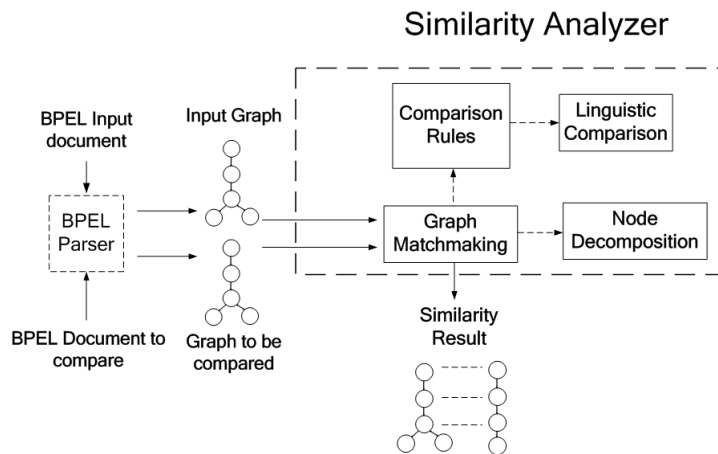 Similarity Analyzer
BPEL Input
document
Input Graph
Comparison
Rules
Linguistic
Comparison
BPEL
Parser
Graph
Matchmaking
Node
Decomposition
BPEL Document to
compare
Graph to be
compared
Similarity
Result